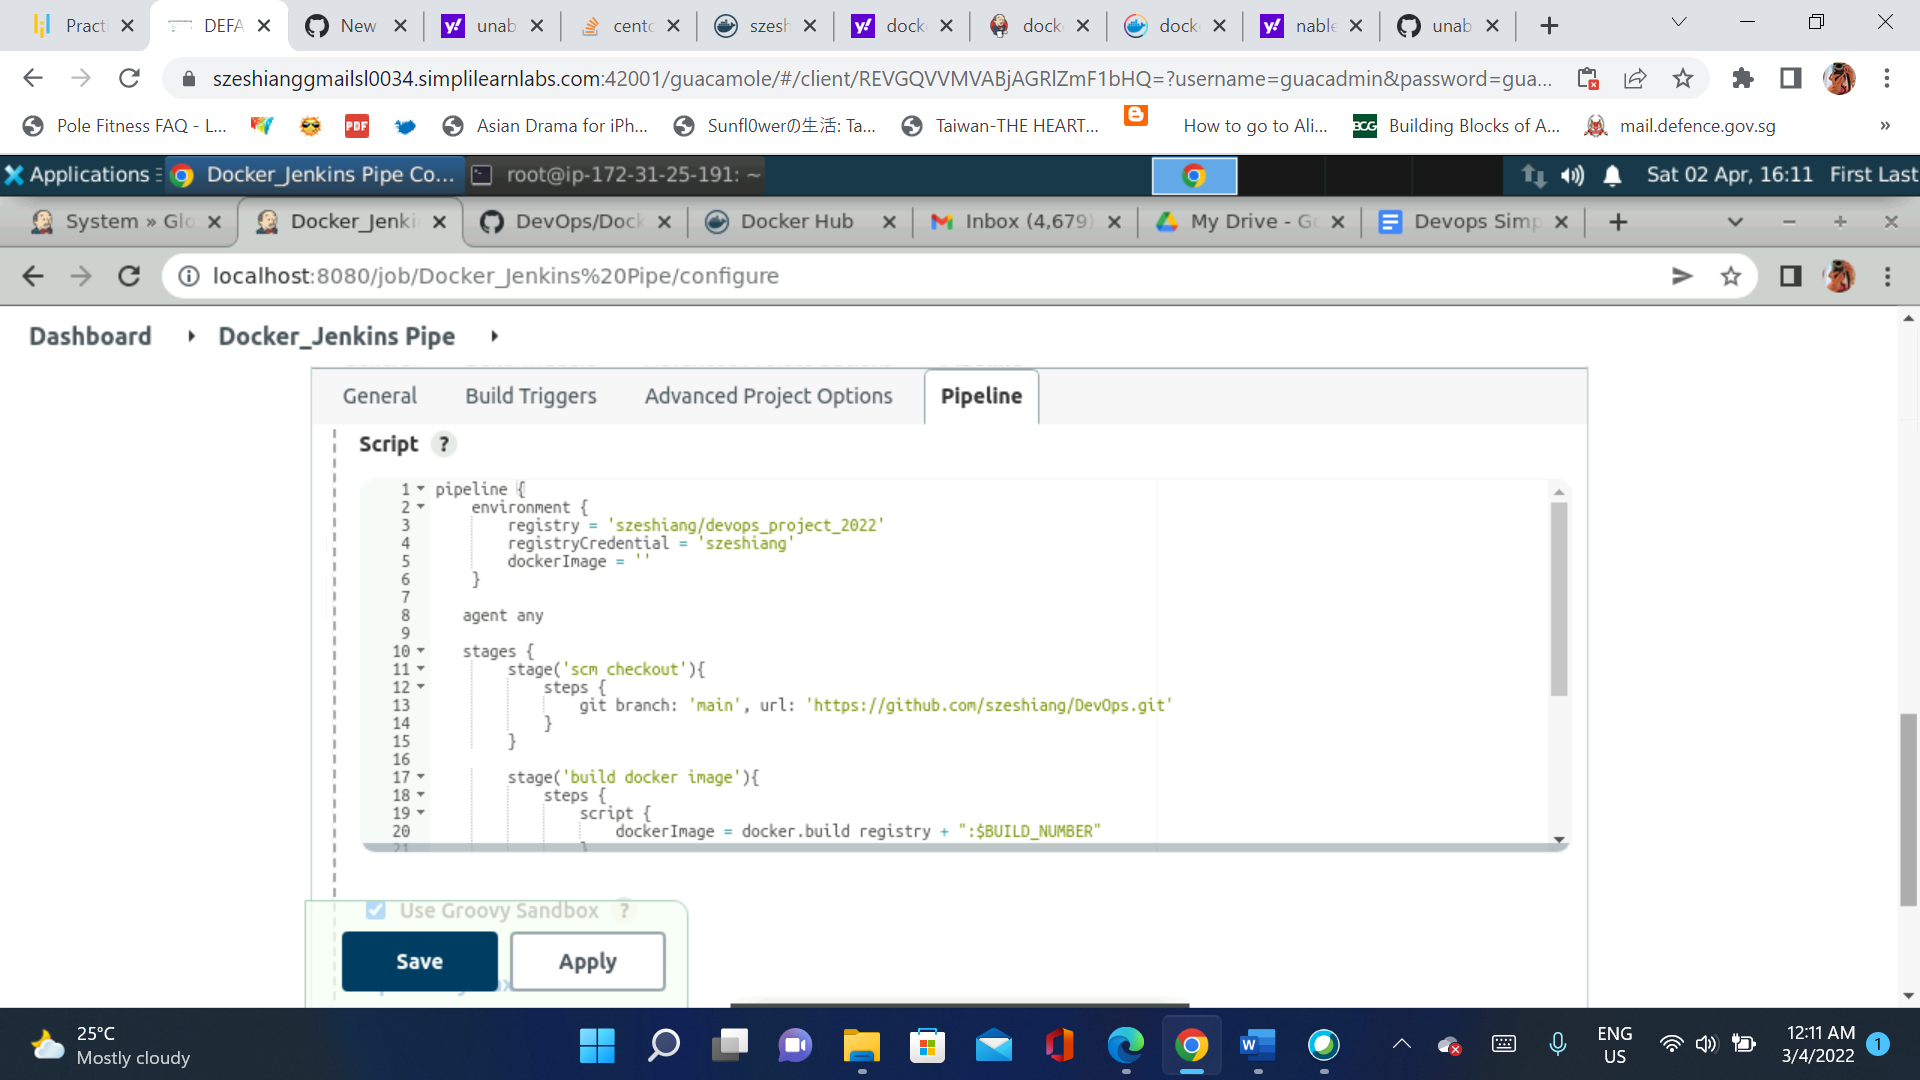 Practi
DEFA
New
unab
cento
szesh
dock
dock
dock
nable
unab
szeshianggmailsl0034.simplilearnlabs.com:42001/guacamole/#/client/REVGQVVMVABjAGRlZmF1bHQ=?username=guacadmin&password=gua...
Pole Fitness FAQ - L...
PDF
Asian Drama for iPh...
Sunfl0werの生活: Ta...
Taiwan-THE HEART...
How to go to Ali...
BCG
Building Blocks of A...
mail.defence.gov.sg
»
Applications
Docker_Jenkins Pipe Co...
root@ip-172-31-25-191: ~
Sat 02 Apr, 16:11
First Last
System » Glo
Docker_Jenki
DevOps/Dock
Docker Hub
Inbox (4,679)
My Drive - Go
Devops Simp
localhost:8080/job/Docker_Jenkins%20Pipe/configure
Dashboard
Docker_Jenkins Pipe
General
Build Triggers
Advanced Project Options
Pipeline
Script ?
1 pipeline {
2 environment {
3 registry = 'szeshiang/devops_project_2022'
4 registryCredential = 'szeshiang'
5 dockerImage = ''
6 }
7
8 agent any
9
10 stages {
11 stage('scm checkout'){
12 steps {
13 git branch: 'main', url: 'https://github.com/szeshiang/DevOps.git'
14 }
15 }
16
17 stage('build docker image'){
18 steps {
19 script {
20 dockerImage = docker.build registry + ":$BUILD_NUMBER"
21 }
Use Groovy Sandbox ?
Save
Apply
25°C
Mostly cloudy
ENG
US
12:11 AM
3/4/2022
1